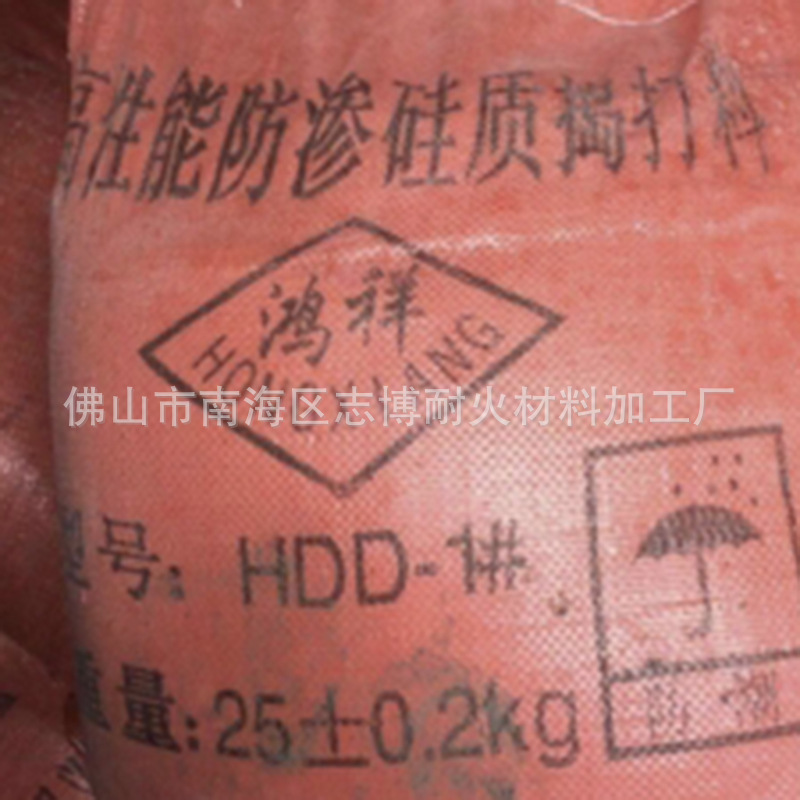 高性能防渗硅质捣打料
鸿祥
HONGXIANG
佛山市南海区志博耐火材料加工厂
型号: HDD-1#
重量: 25±0.2kg
防潮